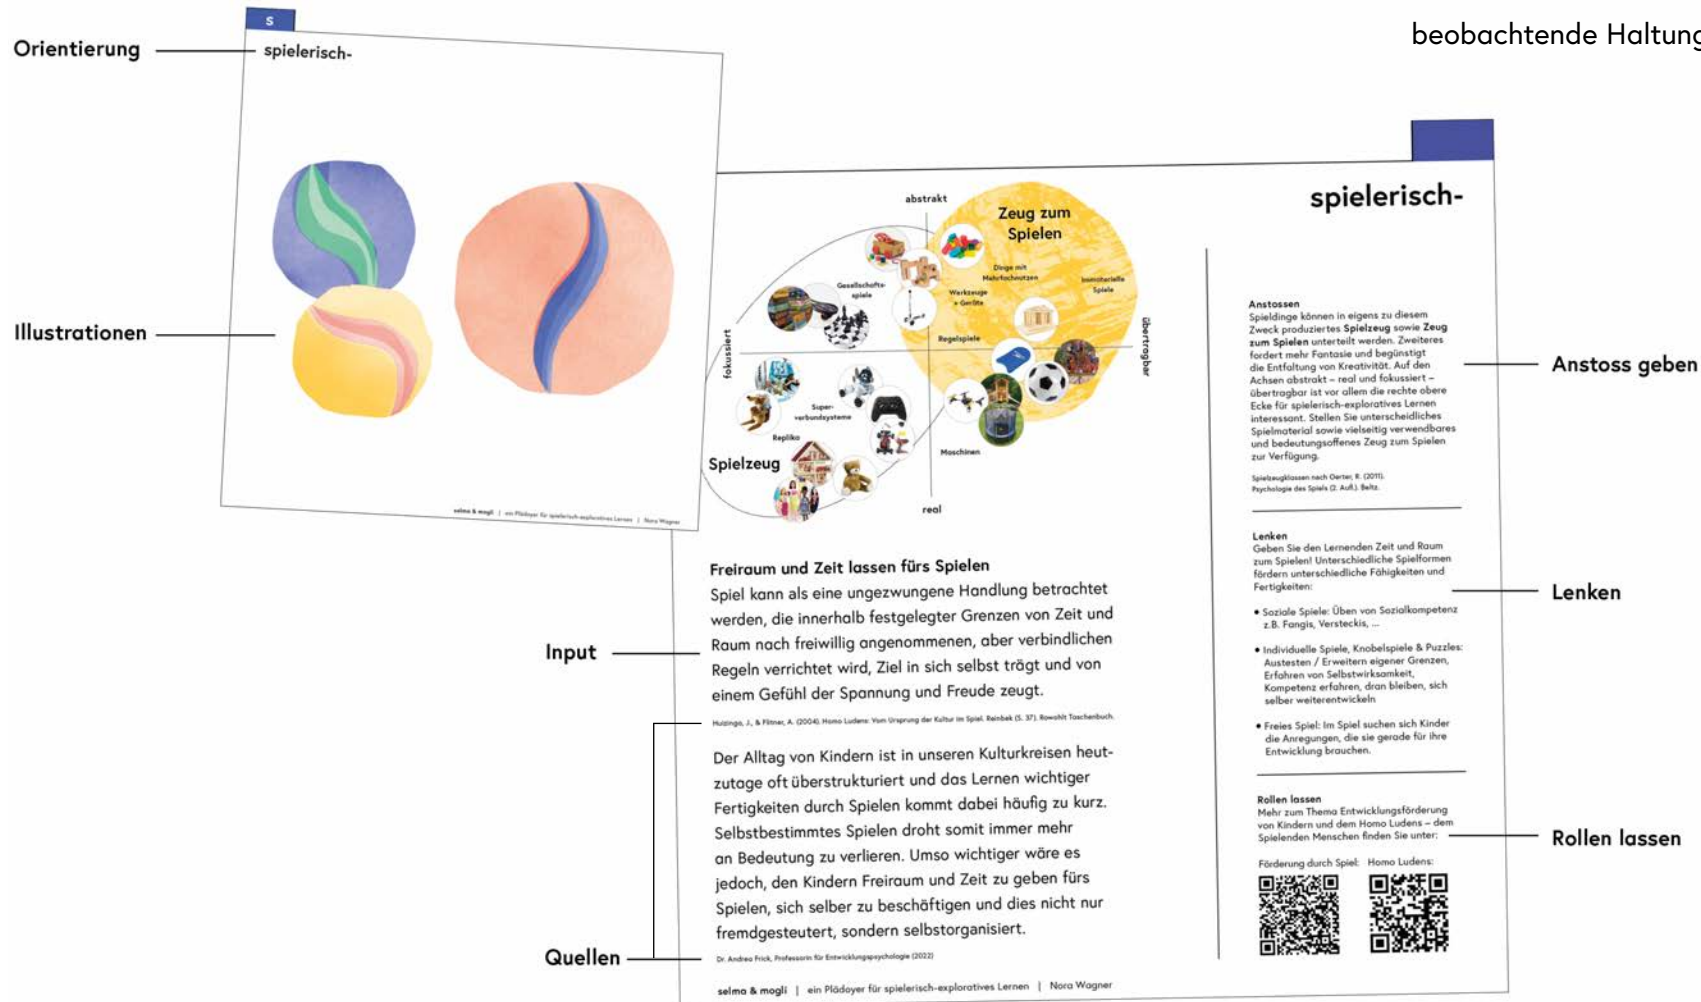 beobachtende Haltung
Orientierung
S
spielerisch-
Illustrationen
selma & mogli | ein Plädoyer für spielerisch-exploratives Lernen | Nora Wagner
spielerisch-
abstrakt
Zeug zum
Spielen
Dinge mit
Mehrfachnutzen
Immaterielle
Spiele
Gesellschafts-
spiele
Werkzeuge
+ Geräte
Regelspiele
fokussiert
übertragbar
Super-
verbundsysteme
Replika
Spielzeug
Maschinen
real
Anstossen
Spieldinge können in eigens zu diesem
Zweck produziertes Spielzeug sowie Zeug
zum Spielen unterteilt werden. Zweiteres
fordert mehr Fantasie und begünstigt
die Entfaltung von Kreativität. Auf den
Achsen abstrakt – real und fokussiert –
übertragbar ist vor allem die rechte obere
Ecke für spielerisch-exploratives Lernen
interessant. Stellen Sie unterscheidliches
Spielmaterial sowie vielseitig verwendbares
und bedeutungsoffenes Zeug zum Spielen
zur Verfügung.
Spielzeugklassen nach Oerter, R. (2011).
Psychologie des Spiels (2. Aufl.). Beltz.
Anstoss geben
Lenken
Geben Sie den Lernenden Zeit und Raum
zum Spielen! Unterschiedliche Spielformen
fördern unterschiedliche Fähigkeiten und
Fertigkeiten:
• Soziale Spiele: Üben von Sozialkompetenz
z.B. Fangis, Versteckis, ...
• Individuelle Spiele, Knobelspiele & Puzzles:
Austesten / Erweitern eigener Grenzen,
Erfahren von Selbstwirksamkeit,
Kompetenz erfahren, dran bleiben, sich
selber weiterentwickeln
• Freies Spiel: Im Spiel suchen sich Kinder
die Anregungen, die sie gerade für ihre
Entwicklung brauchen.
Lenken
Rollen lassen
Mehr zum Thema Entwicklungsförderung
von Kindern und dem Homo Ludens – dem
Spielenden Menschen finden Sie unter:
Förderung durch Spiel: Homo Ludens:
Rollen lassen
Freiraum und Zeit lassen fürs Spielen
Spiel kann als eine ungezwungene Handlung betrachtet
werden, die innerhalb festgelegter Grenzen von Zeit und
Raum nach freiwillig angenommenen, aber verbindlichen
Regeln verrichtet wird, Ziel in sich selbst trägt und von
einem Gefühl der Spannung und Freude zeugt.
Input
Huizinga, J., & Flitner, A. (2004). Homo Ludens: Vom Ursprung der Kultur im Spiel. Reinbek (S. 37). Rowohlt Taschenbuch.
Der Alltag von Kindern ist in unseren Kulturkreisen heut-
zutage oft überstrukturiert und das Lernen wichtiger
Fertigkeiten durch Spielen kommt dabei häufig zu kurz.
Selbstbestimmtes Spielen droht somit immer mehr
an Bedeutung zu verlieren. Umso wichtiger wäre es
jedoch, den Kindern Freiraum und Zeit zu geben fürs
Spielen, sich selber zu beschäftigen und dies nicht nur
fremdgesteutert, sondern selbstorganisiert.
Quellen
Dr. Andrea Frick, Professorin für Entwicklungspsychologie (2022)
selma & mogli | ein Plädoyer für spielerisch-exploratives Lernen | Nora Wagner